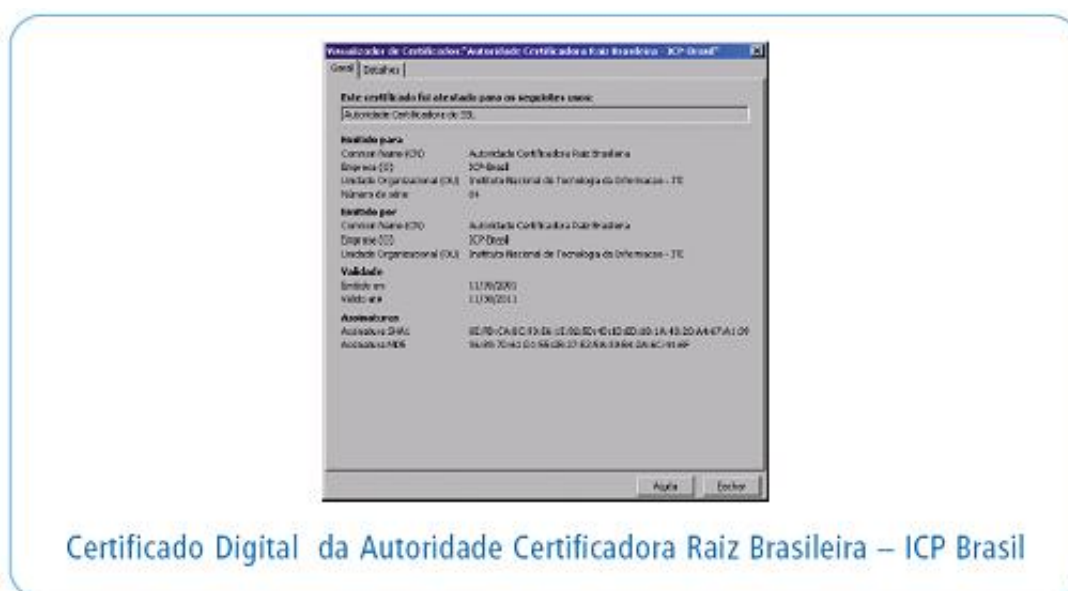 Visualizador de Certificados:"Autoridade Certificadora Raiz Brasileira - ICP-Brasil"
Geral Detalhes
Este certificado foi atestado para os seguintes usos:
Autoridade Certificadora do SSL
Emitido para
Common Name (CN) Autoridade Certificadora Raiz Brasileira
Empresa (O) ICP-Brasil
Unidade Organizacional (OU) Instituto Nacional de Tecnologia da Informacao - ITI
Número de série 04
Emitido por
Common Name (CN) Autoridade Certificadora Raiz Brasileira
Empresa (O) ICP-Brasil
Unidade Organizacional (OU) Instituto Nacional de Tecnologia da Informacao - ITI
Validade
Emitido em
Válido até
Assinaturas
Assinatura SHA1
Assinatura MD5
Ajuda Fechar
Certificado Digital da Autoridade Certificadora Raiz Brasileira – ICP Brasil